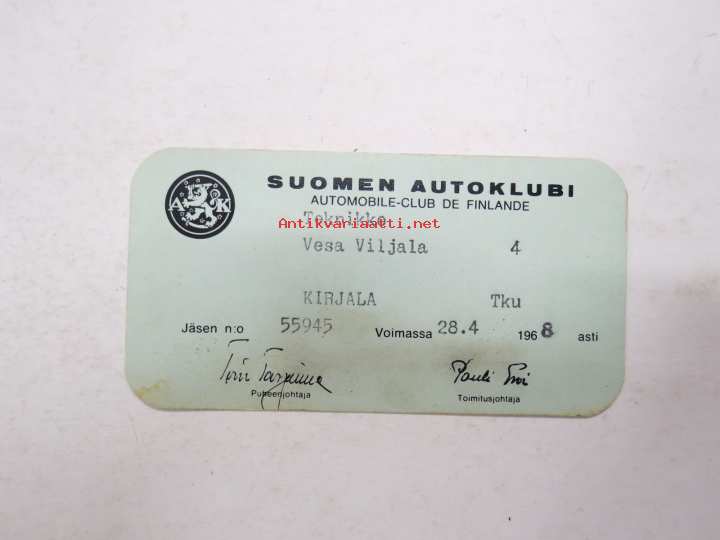 SUOMEN AUTOKLUBI
A K
AUTOMOBILE-CLUB DE FINLANDE
Teknikko
Antikvariaatti.net
Vesa Viljala 4
KIRJALA Tku
Jäsen n:o 55945 Voimassa 28.4 1968 asti
Puheenjohtaja Toimitusjohtaja